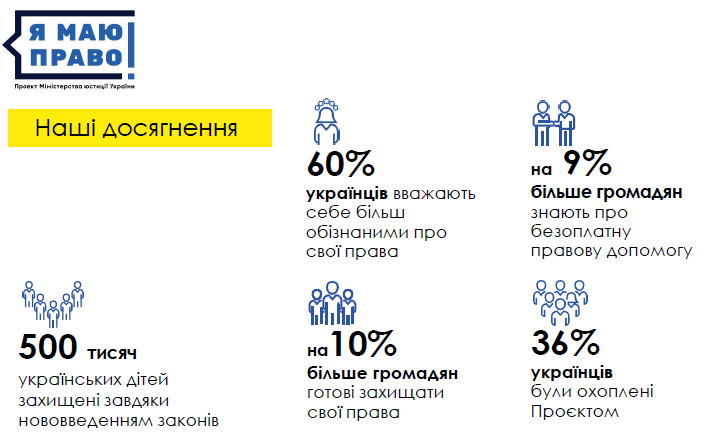 Я МАЮ
ПРАВО!
Проект Міністерства юстиції України
Наші досягнення
60%
українців вважають
себе більш
обізнаними про
свої права
на 9%
більше громадян
знають про
безоплатну
правову допомогу
500 тисяч
українських дітей
захищені завдяки
нововведенням законів
на10%
більше громадян
готові захищати
свої права
36%
українців
були охоплені
Проєктом